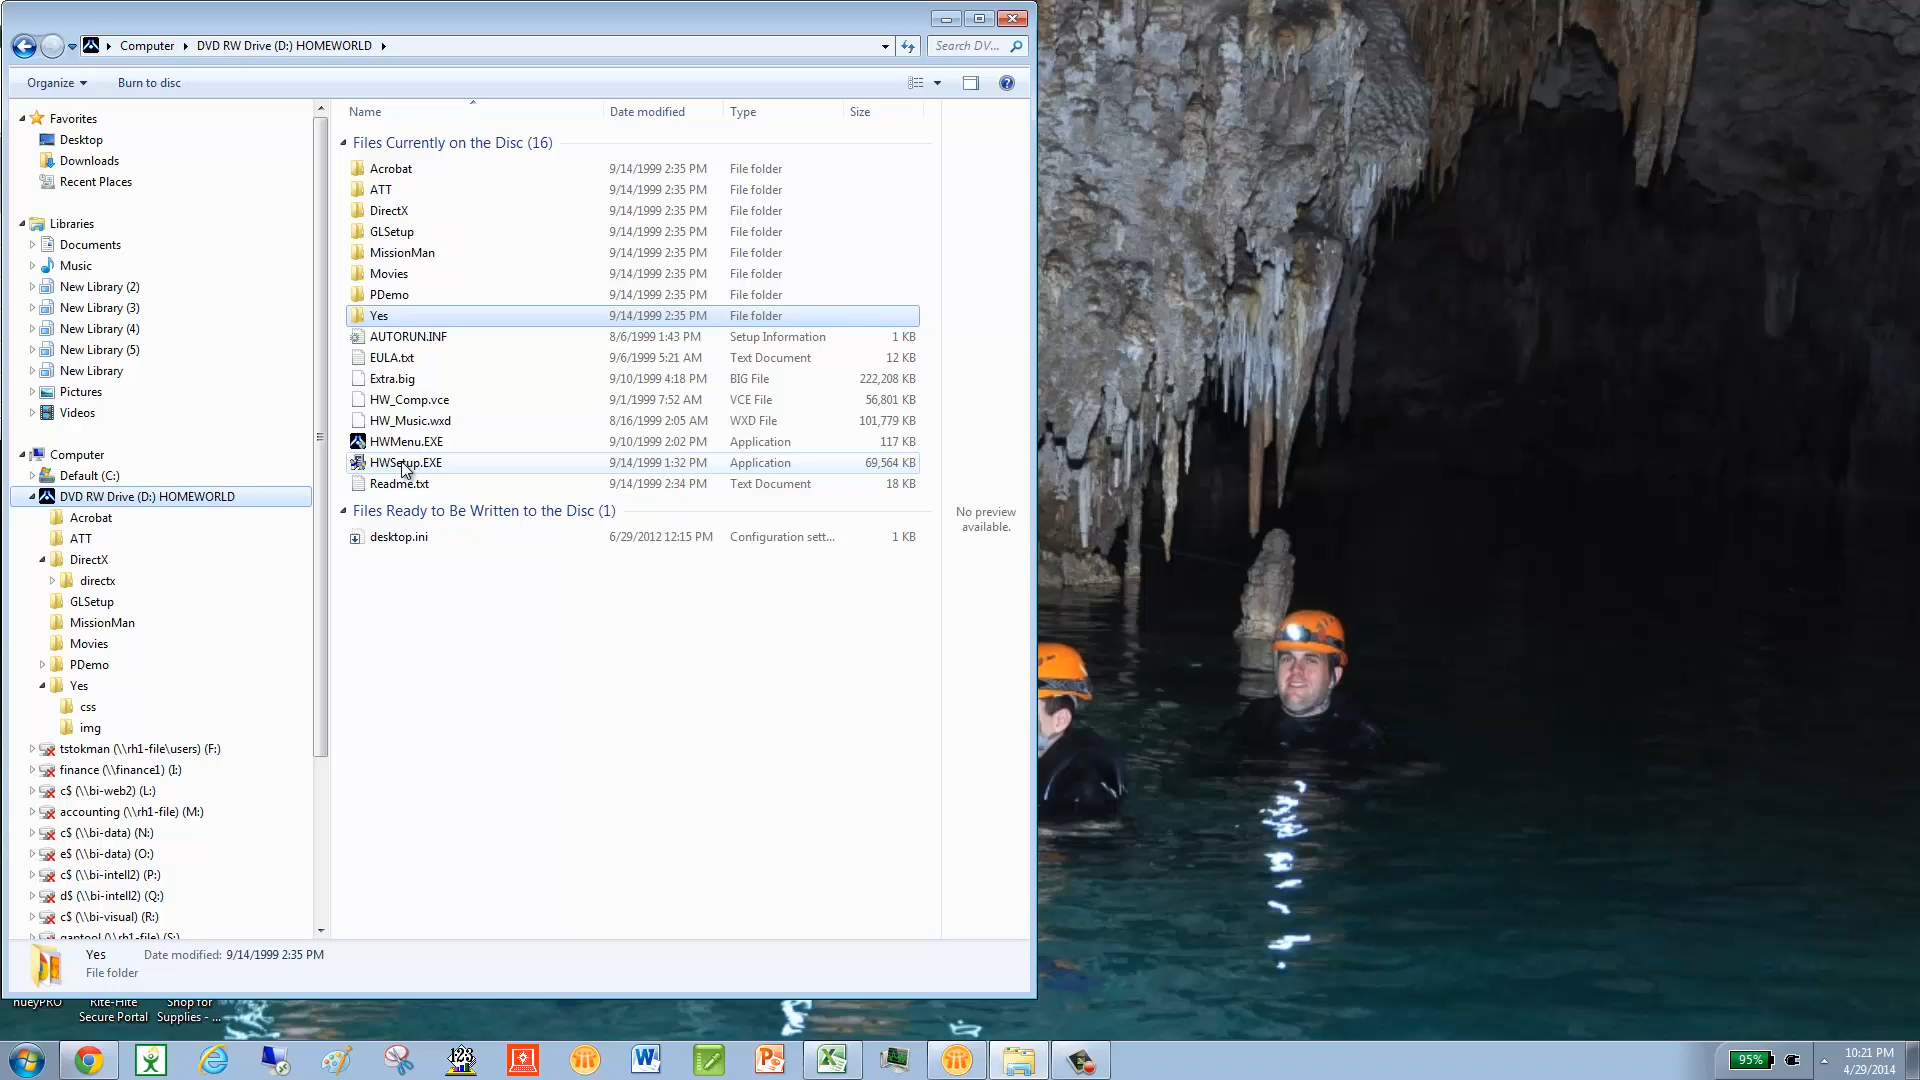 Computer
DVD RW Drive (D:) HOMEWORLD
Search DV...
Organize
Burn to disc
Favorites
Desktop
Downloads
Recent Places
Libraries
Documents
Music
New Library (2)
New Library (3)
New Library (4)
New Library (5)
New Library
Pictures
Videos
Computer
Default (C:)
DVD RW Drive (D:) HOMEWORLD
Acrobat
ATT
DirectX
directx
GLSetup
MissionMan
Movies
PDemo
Yes
css
img
tstokman (\\rh1-file\users) (F:)
finance (\\finance1) (I:)
c$ (\\bi-web2) (L:)
accounting (\\rh1-file) (M:)
c$ (\\bi-data) (N:)
e$ (\\bi-data) (O:)
c$ (\\bi-intell2) (P:)
d$ (\\bi-intell2) (Q:)
c$ (\\bi-visual) (R:)
Name Date modified Type Size
Files Currently on the Disc (16)
Acrobat 9/14/1999 2:35 PM File folder
ATT 9/14/1999 2:35 PM File folder
DirectX 9/14/1999 2:35 PM File folder
GLSetup 9/14/1999 2:35 PM File folder
MissionMan 9/14/1999 2:35 PM File folder
Movies 9/14/1999 2:35 PM File folder
PDemo 9/14/1999 2:35 PM File folder
Yes 9/14/1999 2:35 PM File folder
AUTORUN.INF 8/6/1999 1:43 PM Setup Information 1 KB
EULA.txt 9/6/1999 5:21 AM Text Document 12 KB
Extra.big 9/10/1999 4:18 PM BIG File 222,208 KB
HW_Comp.vce 9/1/1999 7:52 AM VCE File 56,801 KB
HW_Music.wxd 8/16/1999 2:05 AM WXD File 101,779 KB
HWMenu.EXE 9/10/1999 2:02 PM Application 117 KB
HWSetup.EXE 9/14/1999 1:32 PM Application 69,564 KB
Readme.txt 9/14/1999 2:34 PM Text Document 18 KB
Files Ready to Be Written to the Disc (1)
desktop.ini 6/29/2012 12:15 PM Configuration sett... 1 KB
No preview
available.
Yes Date modified: 9/14/1999 2:35 PM
File folder
hueyPRO
Rite-Hite
Secure Portal
Shop for
Supplies - ...
123
95%
10:21 PM
4/29/2014